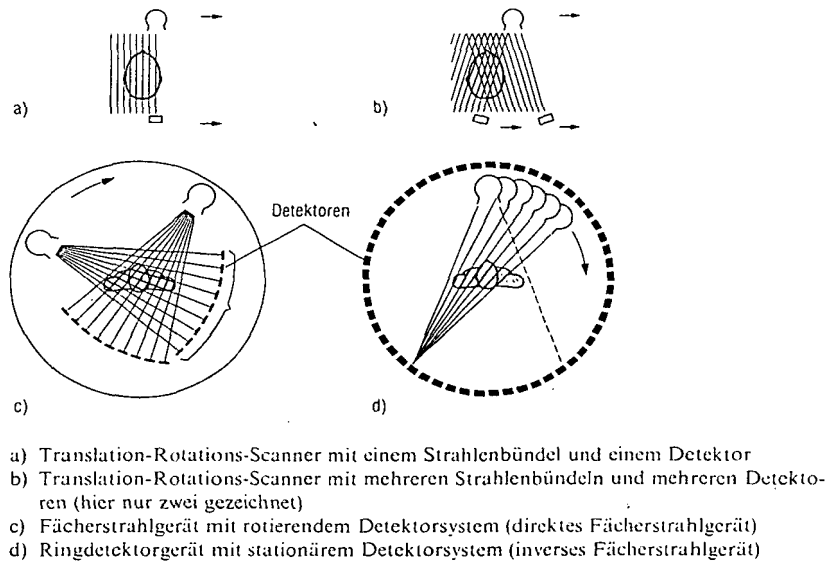 a)
b)
Detektoren
c)
d)
a) Translation-Rotations-Scanner mit einem Strahlenbündel und einem Detektor
b) Translation-Rotations-Scanner mit mehreren Strahlenbündeln und mehreren Detekto-
ren (hier nur zwei gezeichnet)
c) Fächerstrahlgerät mit rotierendem Detektorsystem (direktes Fächerstrahlgerät)
d) Ringdetektorgerät mit stationärem Detektorsystem (inverses Fächerstrahlgerät)